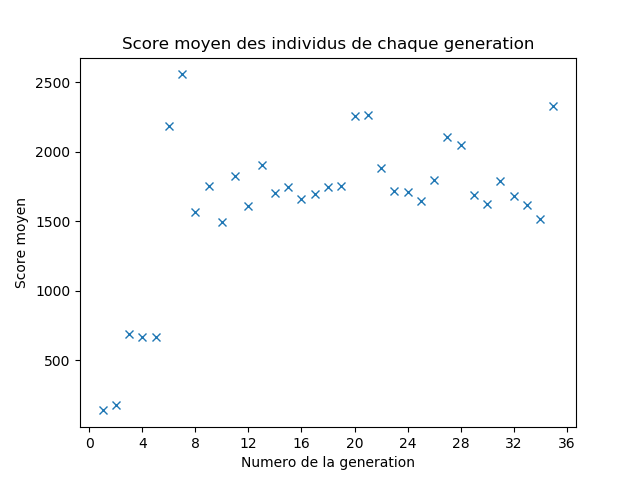 Score moyen des individus de chaque generation
2500
2000
1500
1000
500
Score moyen
0 4 8 12 16 20 24 28 32 36
Numero de la generation